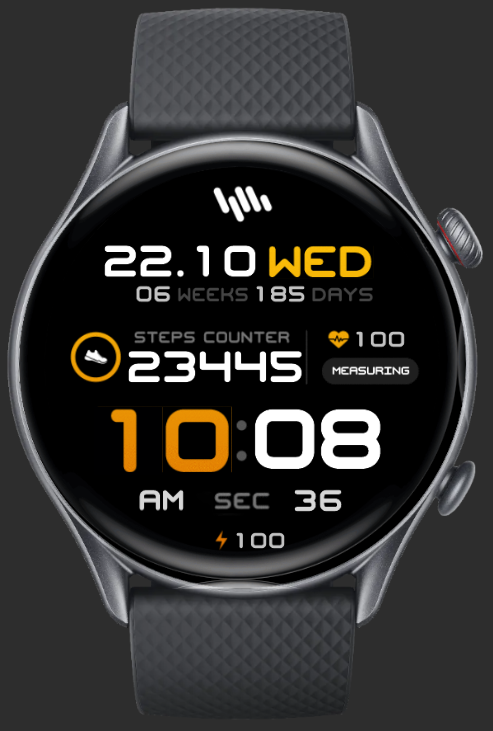 22.10 WED
06 WEEKS 185 DAYS
STEPS COUNTER
23445
100
MEASURING
10:08
AM SEC 36
100